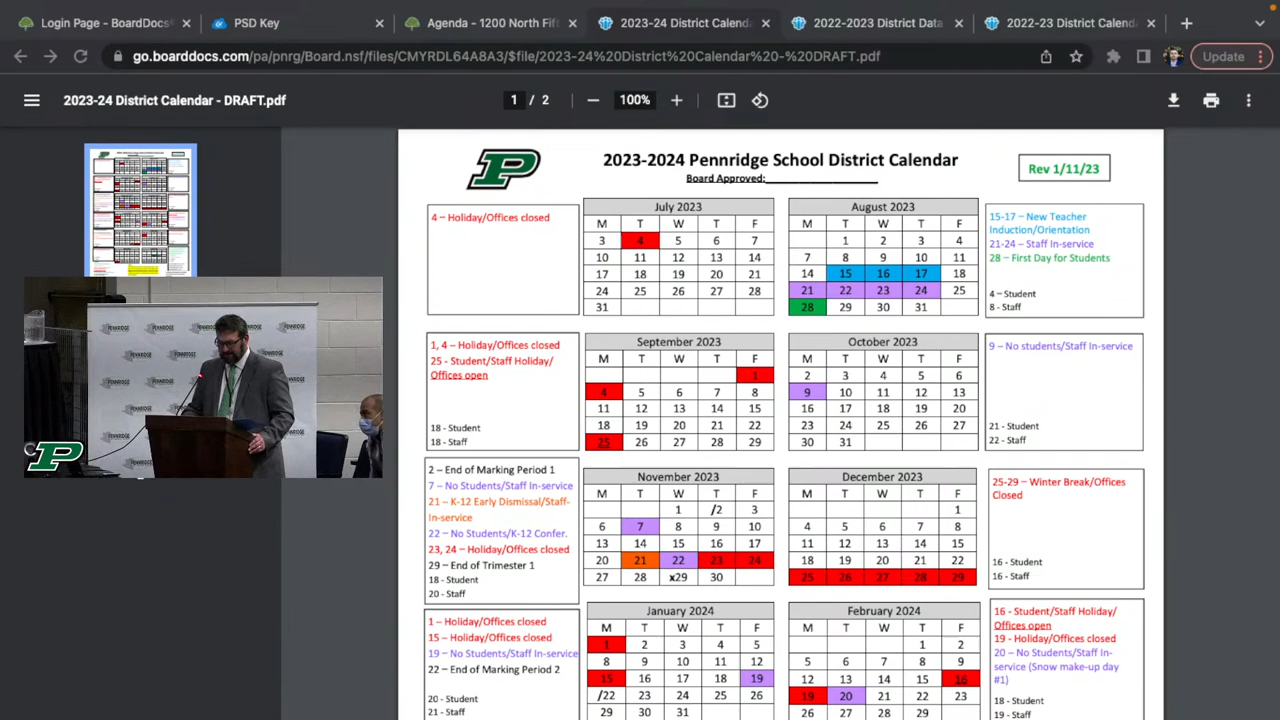 Login Page - BoardDocs
PSD Key
Agenda - 1200 North Fif
2023-24 District Calend
2022-2023 District Data
2022-23 District Calend
go.boarddocs.com/pa/pnrg/Board.nsf/files/CMYRDL64A8A3/$file/2023-24%20District%20Calendar%20-%20DRAFT.pdf
Update
2023-24 District Calendar - DRAFT.pdf
1 / 2
100%
P
2023-2024 Pennridge School District Calendar
Board Approved:
Rev 1/11/23
4 – Holiday/Offices closed
July 2023
M T W T F
3 4 5 6 7
10 11 12 13 14
17 18 19 20 21
24 25 26 27 28
31
August 2023
M T W T F
1 2 3 4
7 8 9 10 11
14 15 16 17 18
21 22 23 24 25
28 29 30 31
15-17 – New Teacher
Induction/Orientation
21-24 – Staff In-service
28 – First Day for Students
4 – Student
8 - Staff
1, 4 – Holiday/Offices closed
25 - Student/Staff Holiday/
Offices open
18 - Student
18 – Staff
September 2023
M T W T F
1
4 5 6 7 8
11 12 13 14 15
18 19 20 21 22
25 26 27 28 29
October 2023
M T W T F
2 3 4 5 6
9 10 11 12 13
16 17 18 19 20
23 24 25 26 27
30 31
9 – No students/Staff In-service
21 - Student
22 – Staff
2 – End of Marking Period 1
7 - No Students/Staff In-service
21 – K-12 Early Dismissal/Staff-
In-service
22 – No Students/K-12 Confer.
23, 24 – Holiday/Offices closed
29 – End of Trimester 1
18 - Student
20 - Staff
November 2023
M T W T F
1 /2 3
6 7 8 9 10
13 14 15 16 17
20 21 22 23 24
27 28 x29 30
December 2023
M T W T F
1
4 5 6 7 8
11 12 13 14 15
18 19 20 21 22
25 26 27 28 29
25-29 – Winter Break/Offices
Closed
16 - Student
16 - Staff
1 – Holiday/Offices closed
15 – Holiday/Offices closed
19 – No Students/Staff In-service
22 – End of Marking Period 2
20 - Student
21 - Staff
January 2024
M T W T F
1 2 3 4 5
8 9 10 11 12
15 16 17 18 19
/22 23 24 25 26
29 30 31
February 2024
M T W T F
1 2
5 6 7 8 9
12 13 14 15 16
19 20 21 22 23
26 27 28 29
16 - Student/Staff Holiday/
Offices open
19 - Holiday/Offices closed
20 – No Students/Staff In-
service (Snow make-up day
#1)
18 - Student
19 - Staff
PENNRIDGE
P